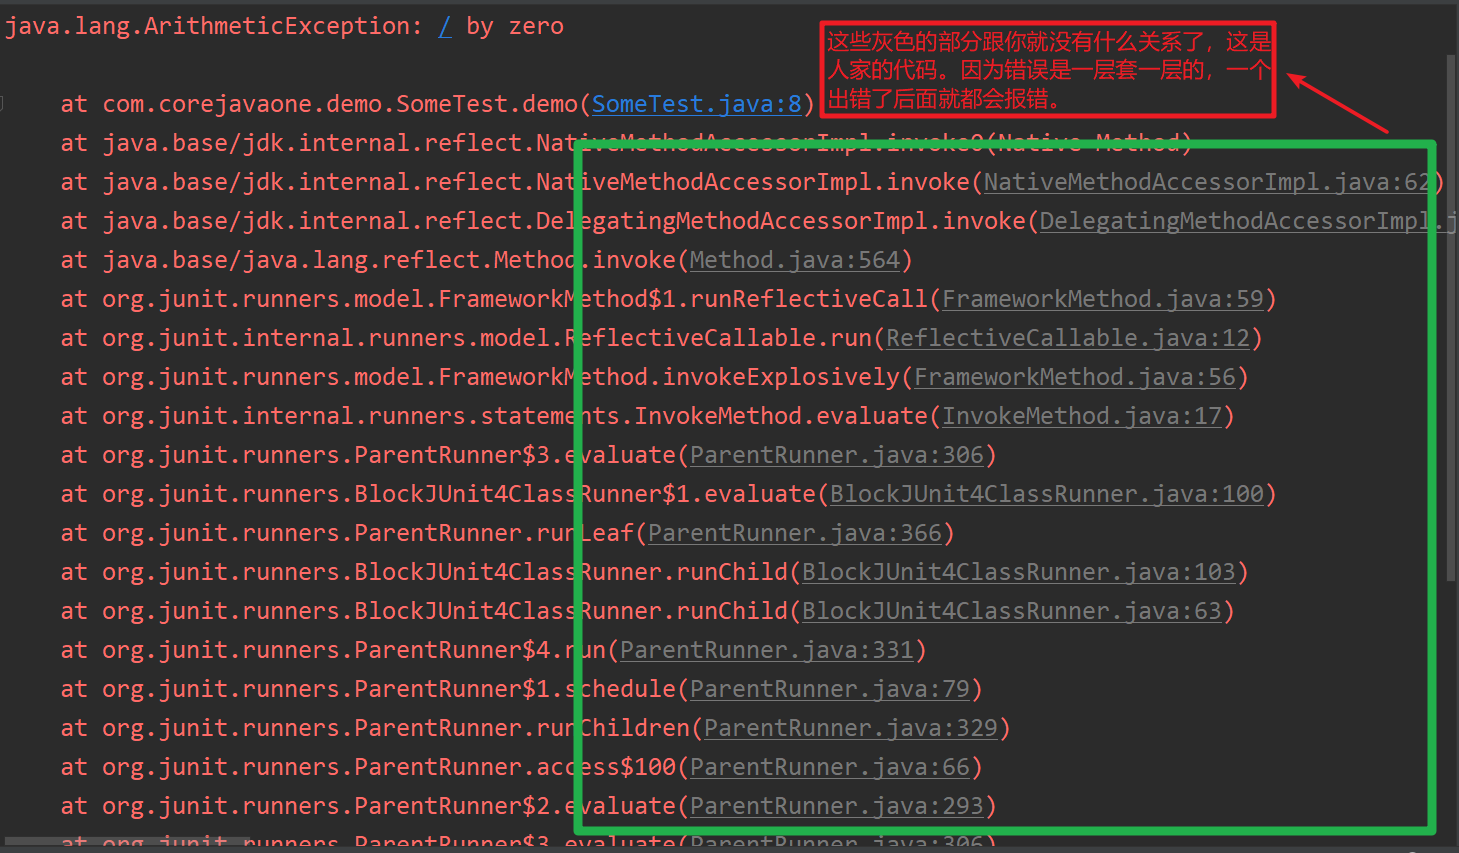 java.lang.ArithmeticException: / by zero
这些灰色的部分跟你就没有什么关系了，这是
人家的代码。因为错误是一层套一层的，一个
出错了后面就都会报错。
at com.corejavaone.demo.SomeTest.demo(SomeTest.java:8)
at java.base/jdk.internal.reflect.NativeMethodAccessorImpl.invoke0(Native Method)
at java.base/jdk.internal.reflect.NativeMethodAccessorImpl.invoke(NativeMethodAccessorImpl.java:62)
at java.base/jdk.internal.reflect.DelegatingMethodAccessorImpl.invoke(DelegatingMethodAccessorImpl.j
at java.base/java.lang.reflect.Method.invoke(Method.java:564)
at org.junit.runners.model.FrameworkMethod$1.runReflectiveCall(FrameworkMethod.java:59)
at org.junit.internal.runners.model.ReflectiveCallable.run(ReflectiveCallable.java:12)
at org.junit.runners.model.FrameworkMethod.invokeExplosively(FrameworkMethod.java:56)
at org.junit.internal.runners.statements.InvokeMethod.evaluate(InvokeMethod.java:17)
at org.junit.runners.ParentRunner$3.evaluate(ParentRunner.java:306)
at org.junit.runners.BlockJUnit4ClassRunner$1.evaluate(BlockJUnit4ClassRunner.java:100)
at org.junit.runners.ParentRunner.runLeaf(ParentRunner.java:366)
at org.junit.runners.BlockJUnit4ClassRunner.runChild(BlockJUnit4ClassRunner.java:103)
at org.junit.runners.BlockJUnit4ClassRunner.runChild(BlockJUnit4ClassRunner.java:63)
at org.junit.runners.ParentRunner$4.run(ParentRunner.java:331)
at org.junit.runners.ParentRunner$1.schedule(ParentRunner.java:79)
at org.junit.runners.ParentRunner.runChildren(ParentRunner.java:329)
at org.junit.runners.ParentRunner.access$100(ParentRunner.java:66)
at org.junit.runners.ParentRunner$2.evaluate(ParentRunner.java:293)
at org.junit.runners.ParentRunner$3.evaluate(ParentRunner.java:306)